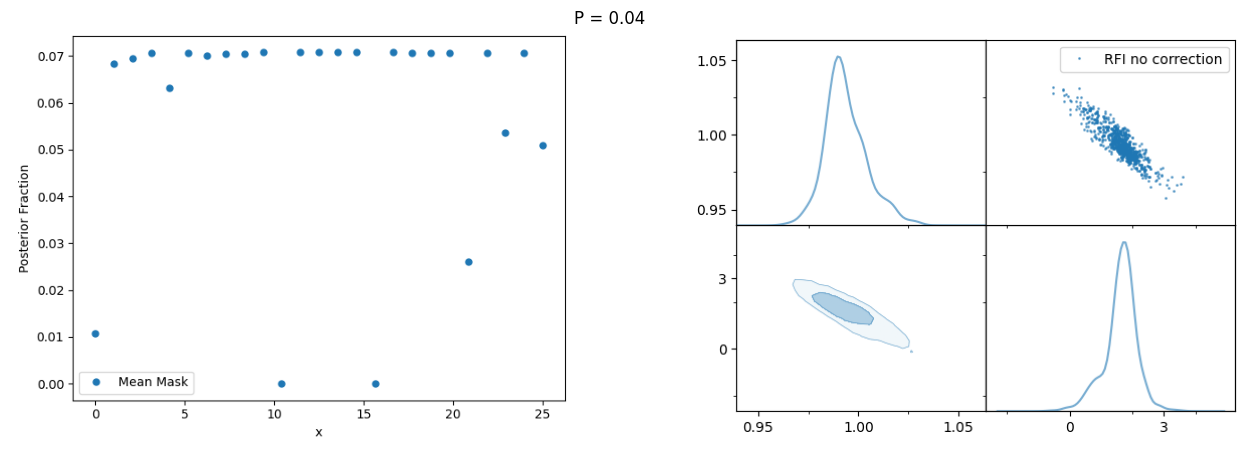 P = 0.04
0.07
0.06
0.05
0.04
0.03
0.02
0.01
0.00
Posterior Fraction
Mean Mask
0 5 10 15 20 25
x
1.05
1.00
0.95
RFI no correction
3
0
0.95 1.00 1.05
0 3